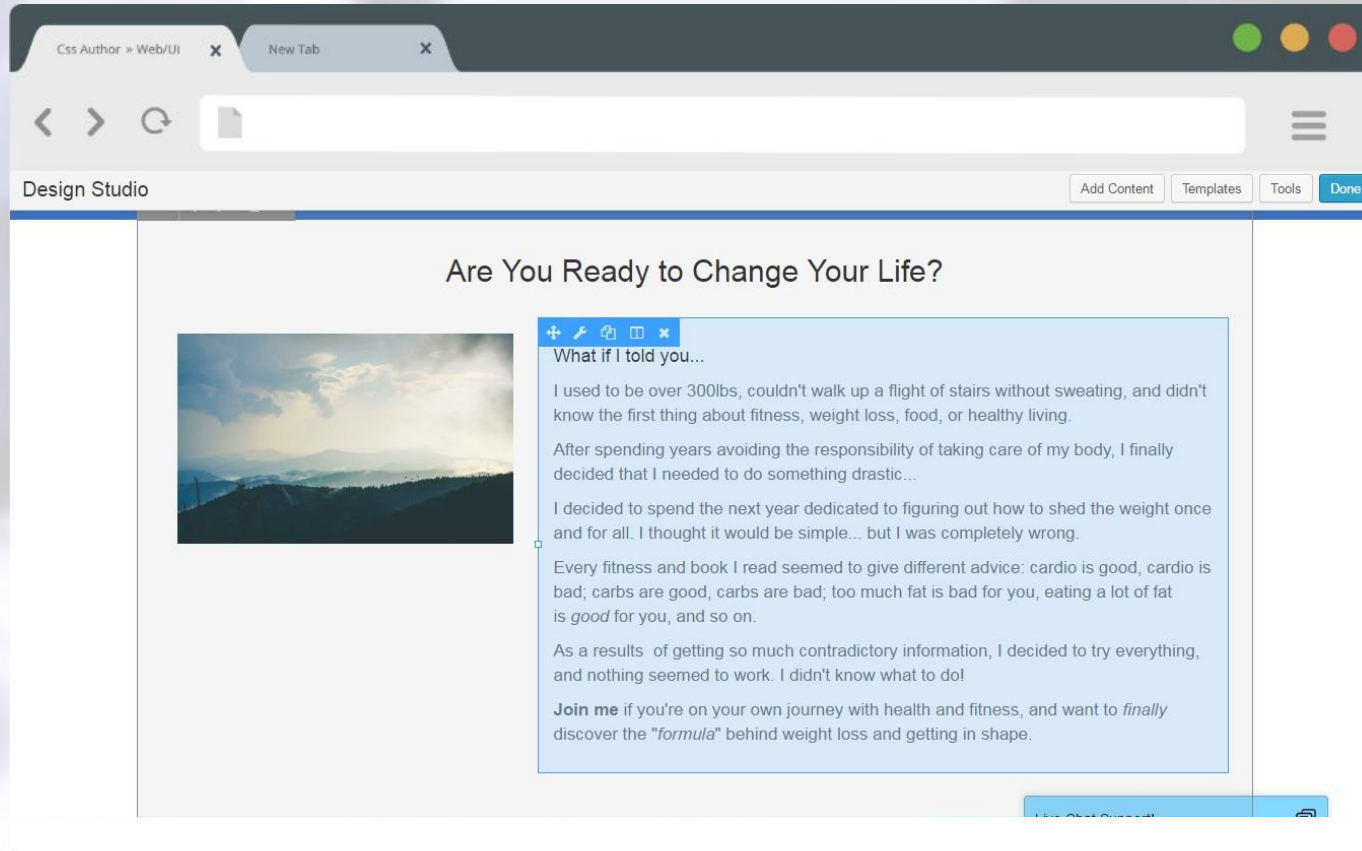 Css Author » Web/Ui
New Tab
Design Studio
Add Content
Templates
Tools
Done
Are You Ready to Change Your Life?
What if I told you...
I used to be over 300lbs, couldn't walk up a flight of stairs without sweating, and didn't
know the first thing about fitness, weight loss, food, or healthy living.
After spending years avoiding the responsibility of taking care of my body, I finally
decided that I needed to do something drastic...
I decided to spend the next year dedicated to figuring out how to shed the weight once
and for all. I thought it would be simple... but I was completely wrong.
Every fitness and book I read seemed to give different advice: cardio is good, cardio is
bad; carbs are good, carbs are bad; too much fat is bad for you, eating a lot of fat
is good for you, and so on.
As a results  of getting so much contradictory information, I decided to try everything,
and nothing seemed to work. I didn't know what to do!
Join me if you're on your own journey with health and fitness, and want to finally
discover the "formula" behind weight loss and getting in shape.
Live Chat Support!